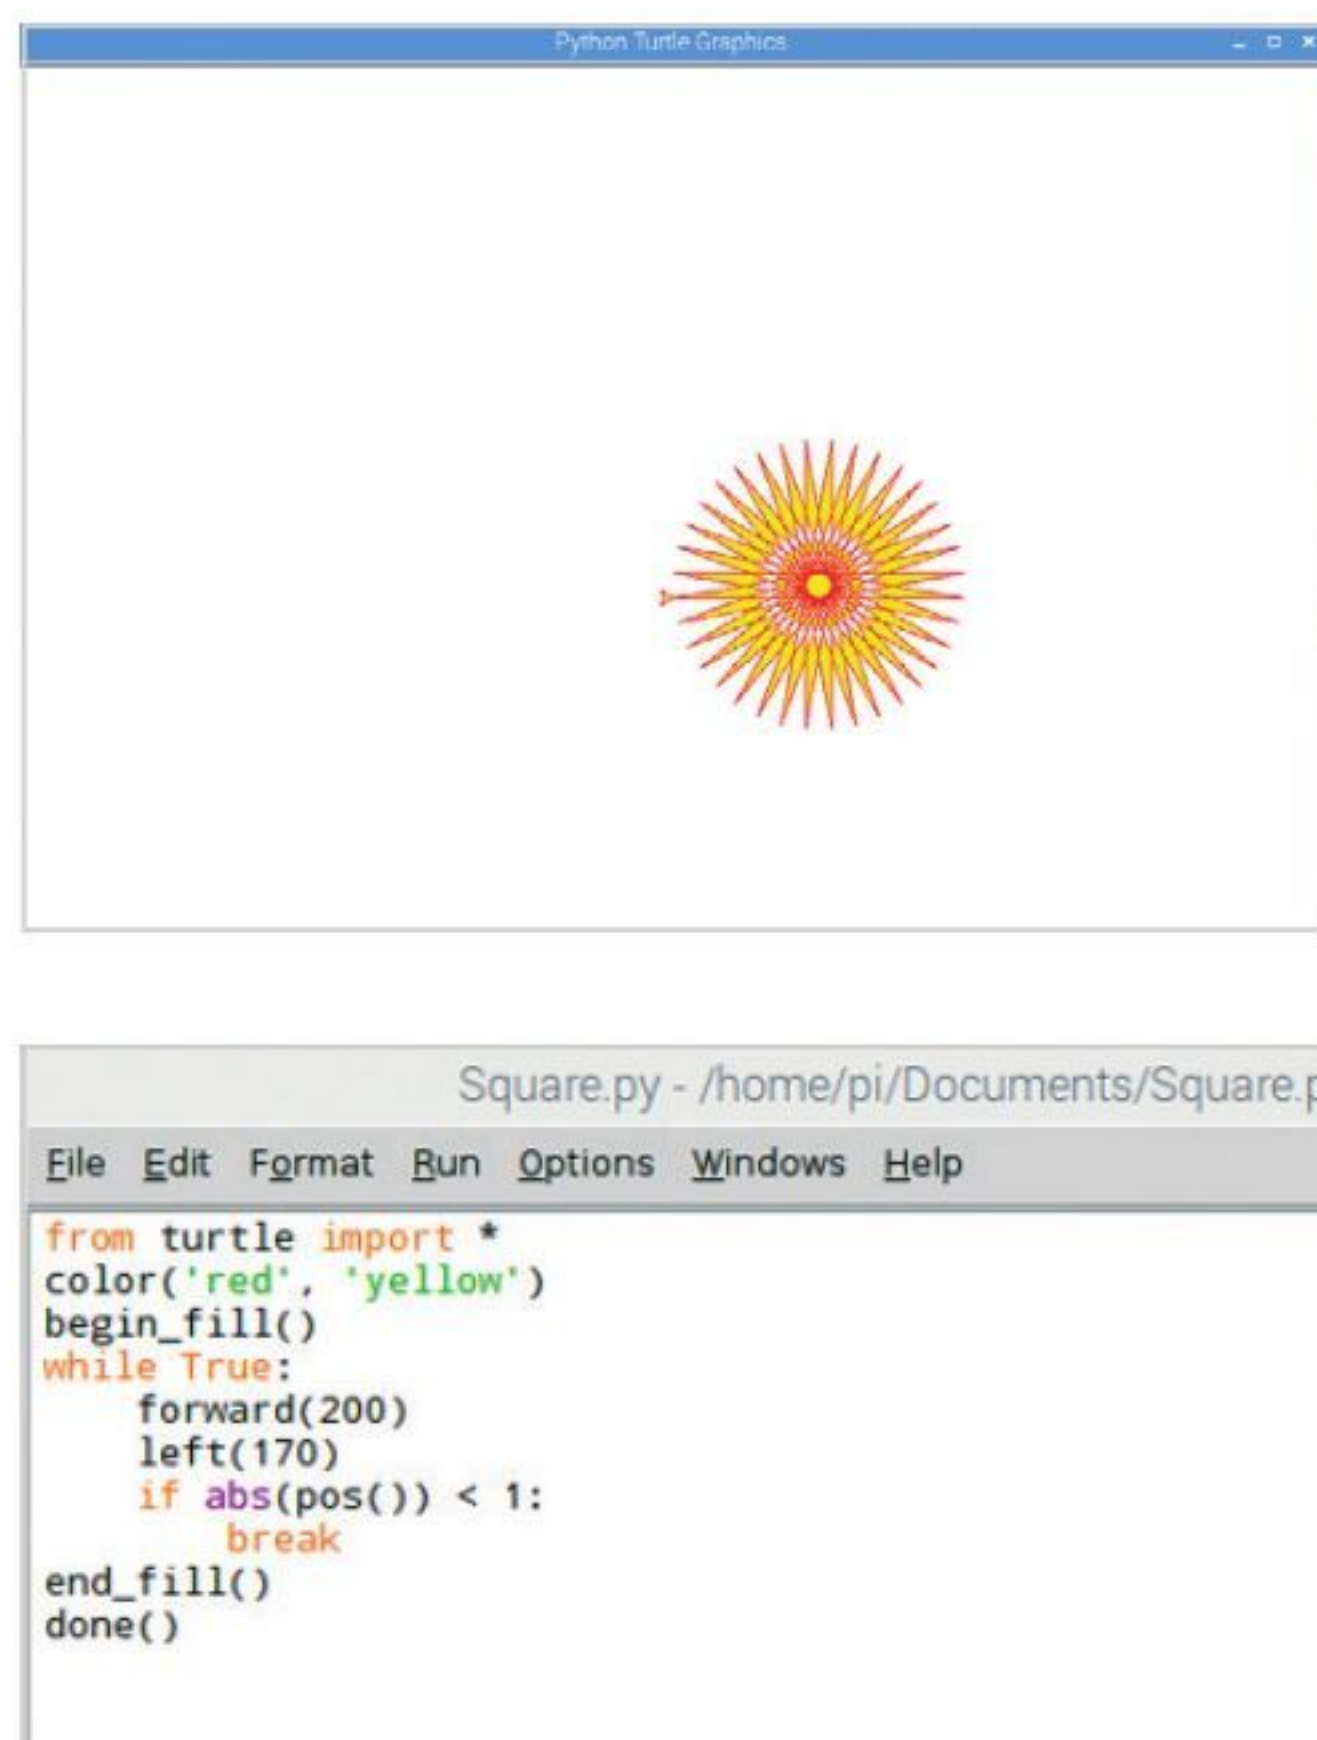 Python Turtle Graphics
Square.py - /home/pi/Documents/Square.p
File Edit Format Run Options Windows Help
from turtle import *
color('red', 'yellow')
begin_fill()
while True:
    forward(200)
    left(170)
    if abs(pos()) < 1:
        break
end_fill()
done()